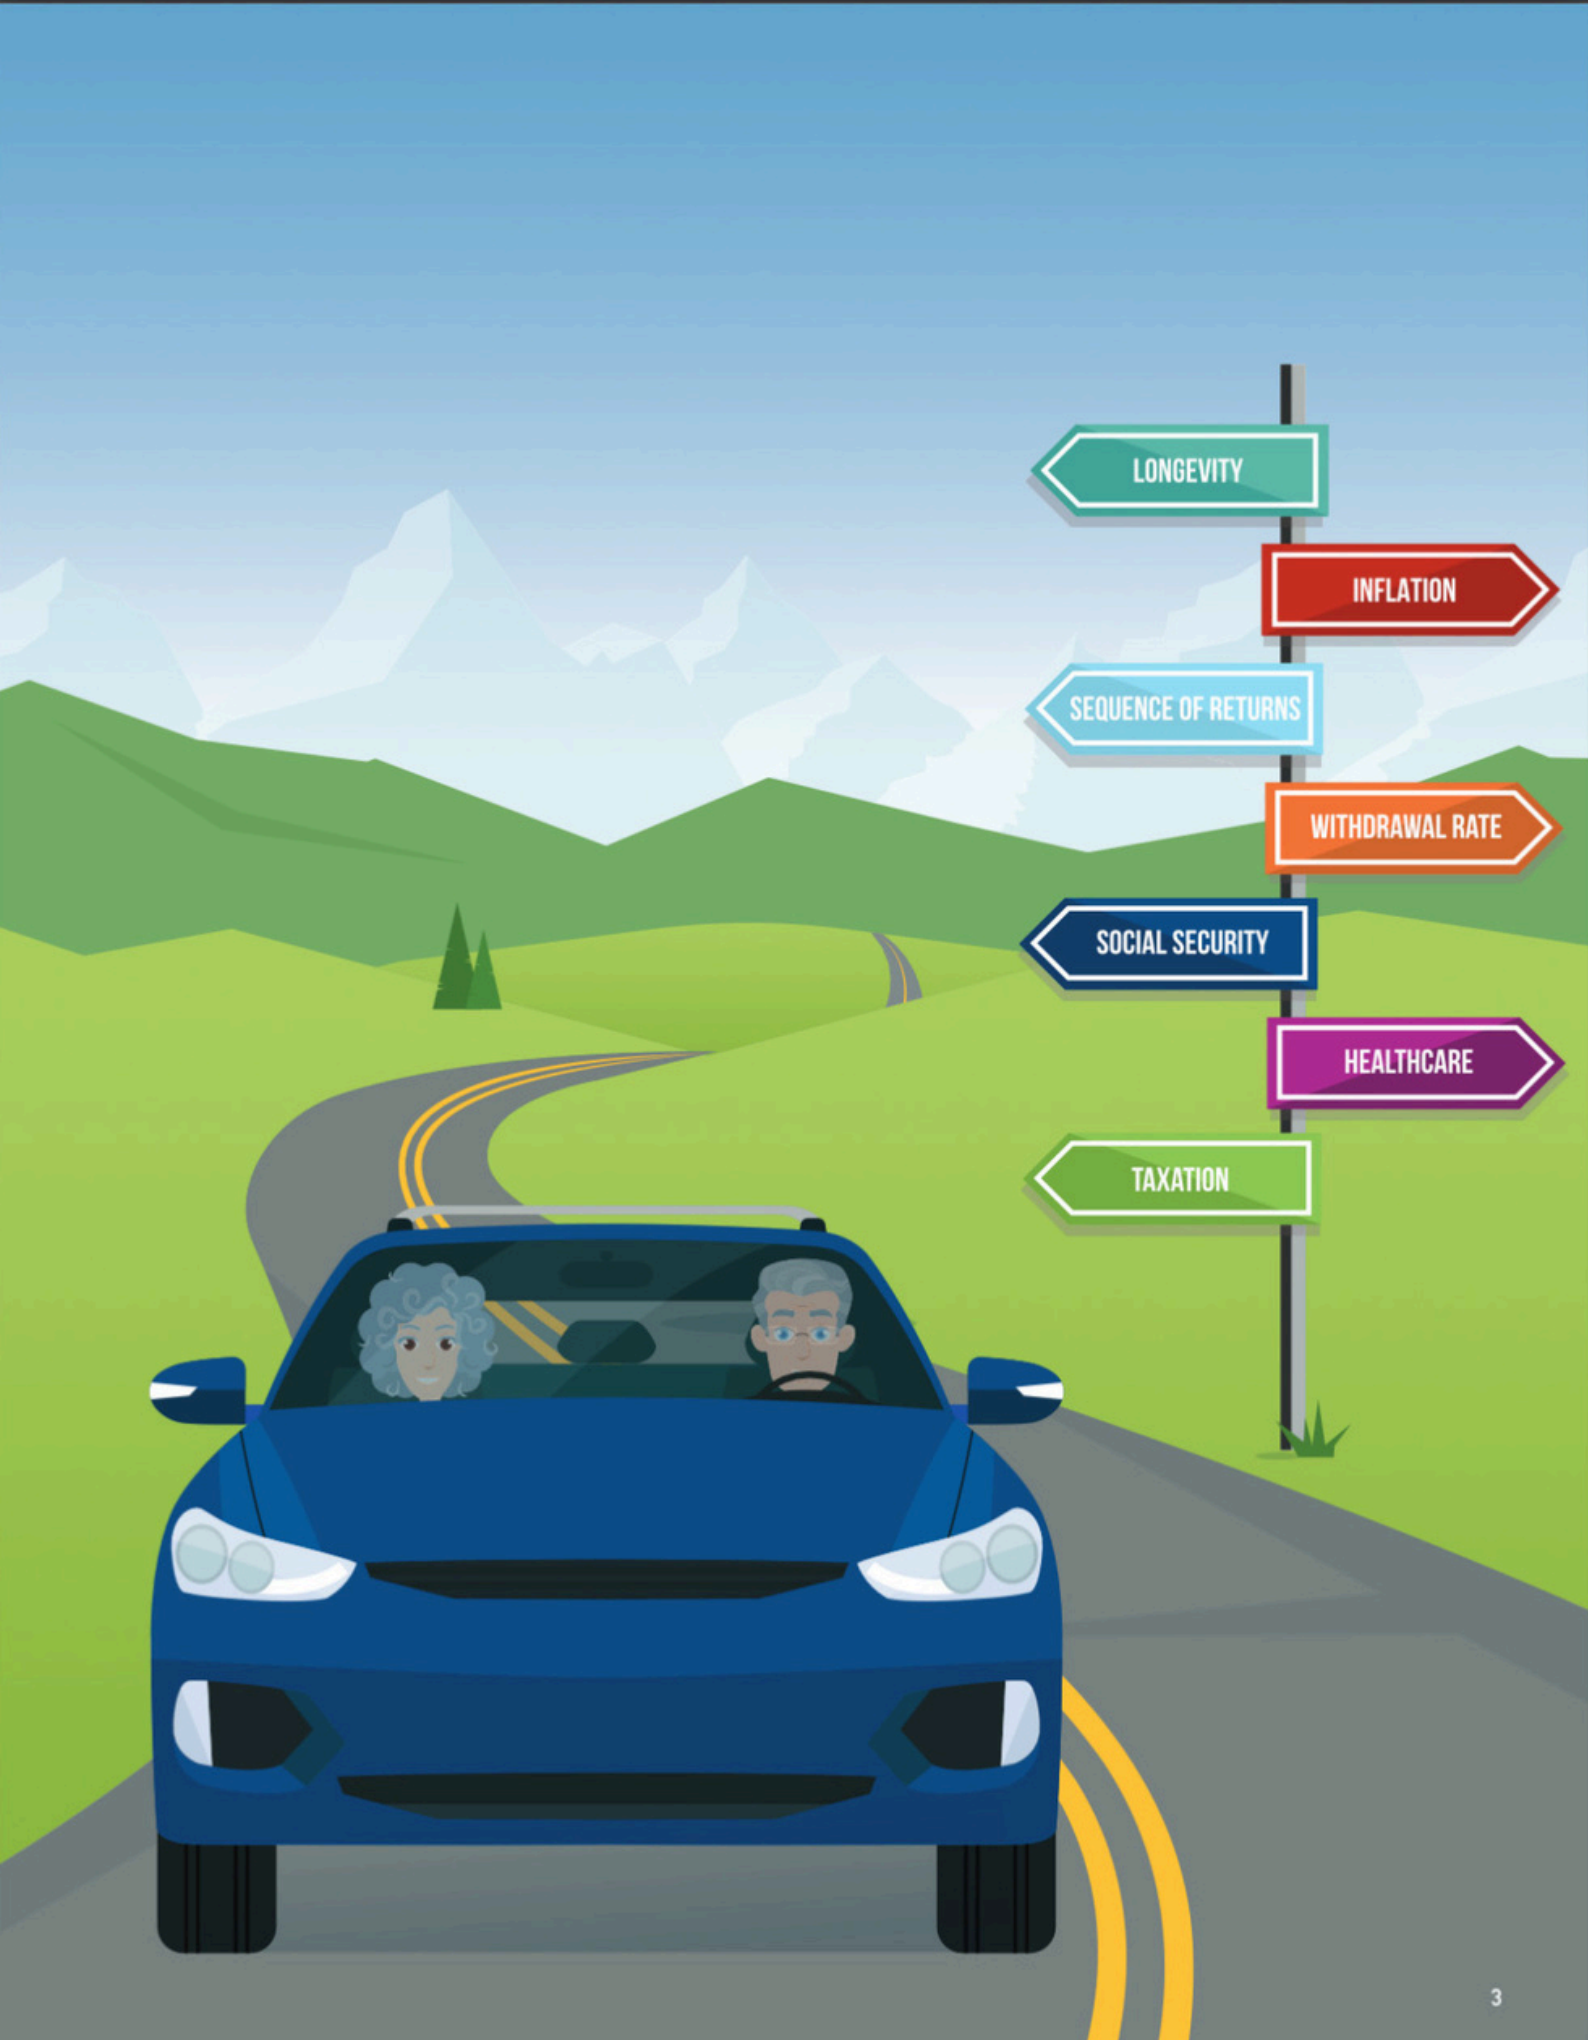 LONGEVITY
INFLATION
SEQUENCE OF RETURNS
WITHDRAWAL RATE
SOCIAL SECURITY
HEALTHCARE
TAXATION
3